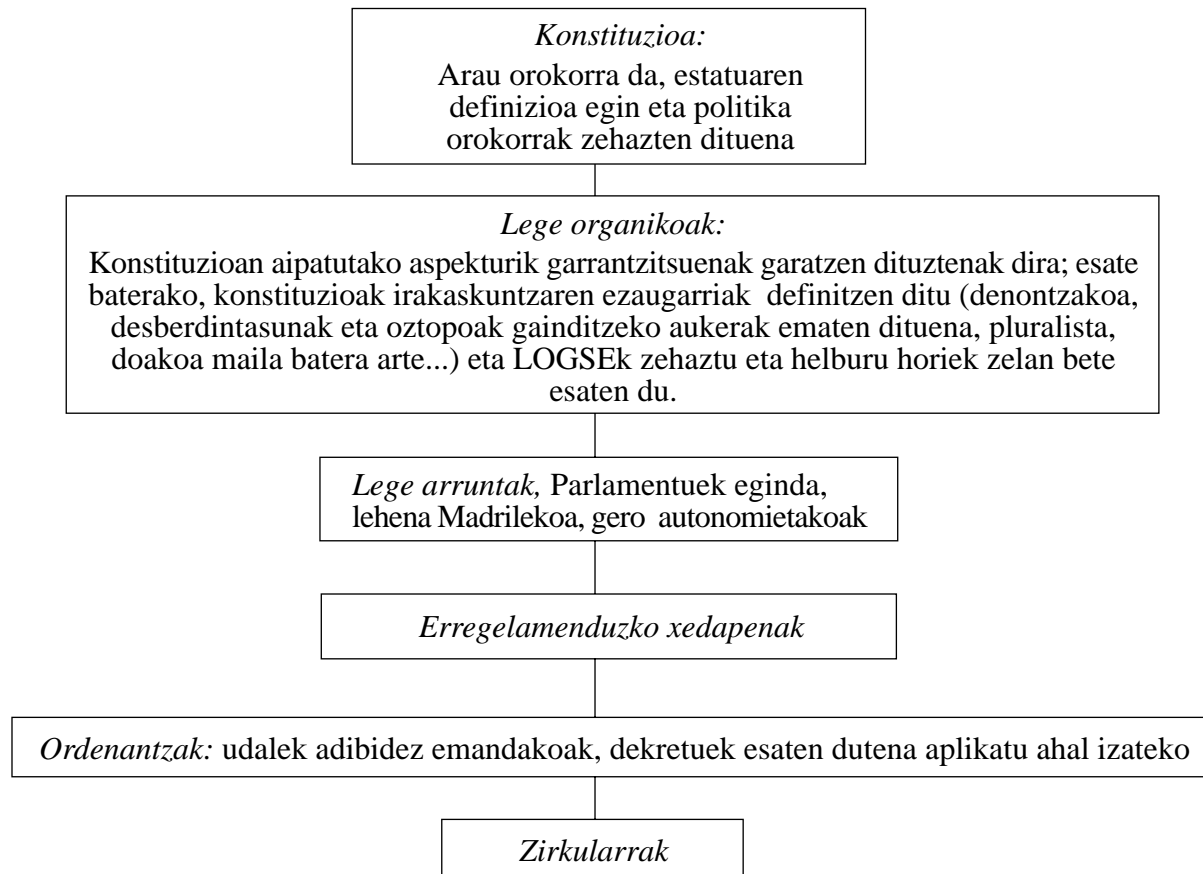 Konstituzioa:
Arau orokorra da, estatuaren
definizioa egin eta politika
orokorrak zehazten dituena
Lege organikoak:
Konstituzioan aipatutako aspekturik garrantzitsuenak garatzen dituztenak dira; esate
baterako, konstituzioak irakaskuntzaren ezaugarriak definitzen ditu (denontzakoa,
desberdintasunak eta oztopoak gainditzeko aukerak ematen dituena, pluralista,
doakoa maila batera arte...) eta LOGSEk zehaztu eta helburu horiek zelan bete
esaten du.
Lege arruntak, Parlamentuek eginda,
lehena Madrilekoa, gero autonomietakoak
Erregelamenduzko xedapenak
Ordenantzak: udalek adibidez emandakoak, dekretuek esaten dutena aplikatu ahal izateko
Zirkularrak